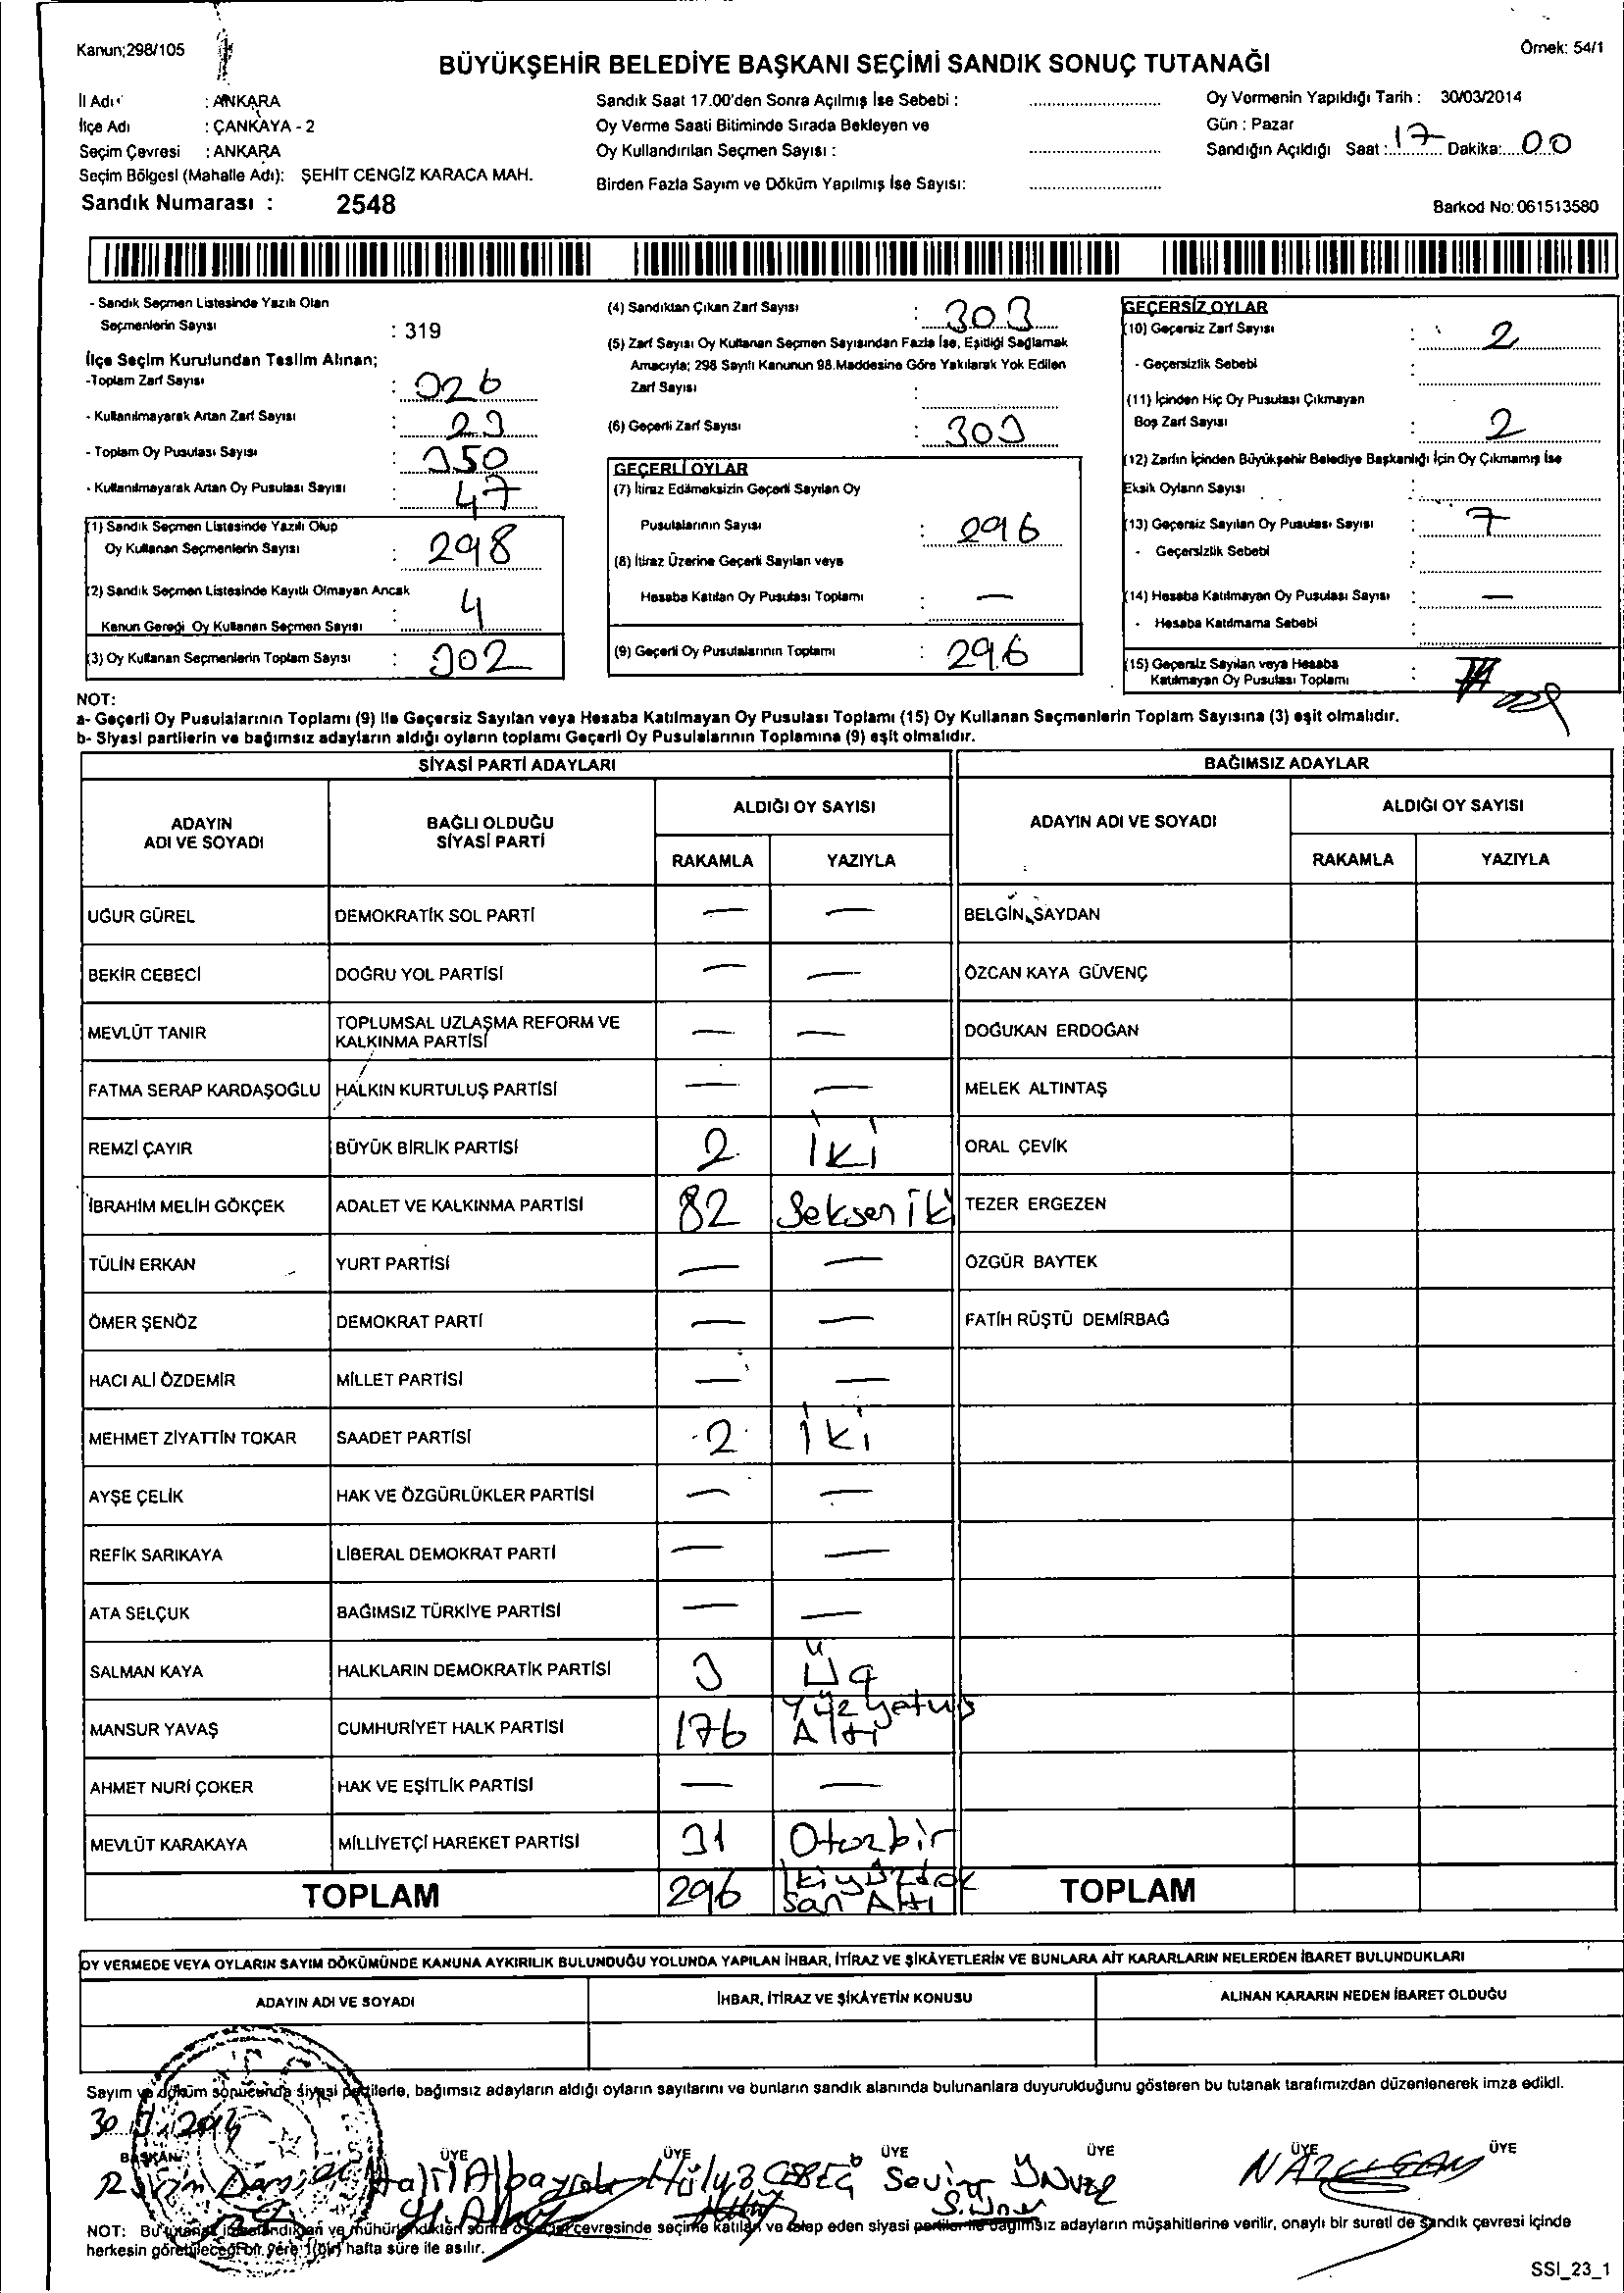 Kanun;298/105
Örnek: 54/1
BÜYÜKŞEHİR BELEDİYE BAŞKANI SEÇİMİ SANDIK SONUÇ TUTANAĞI
İl Adı : ANKARA
İlçe Adı : ÇANKAYA - 2
Seçim Çevresi : ANKARA
Seçim Bölgesi (Mahalle Adı): ŞEHİT CENGİZ KARACA MAH.
Sandık Numarası : 2548
Sandık Saat 17.00'den Sonra Açılmış İse Sebebi :
Oy Verme Saati Bitiminde Sırada Bekleyen ve
Oy Kullandırılan Seçmen Sayısı :
Birden Fazla Sayım ve Döküm Yapılmış İse Sayısı:
Oy Vermenin Yapıldığı Tarih : 30/03/2014
Gün : Pazar
Sandığın Açıldığı Saat : 17 Dakika: 00
Barkod No: 061513580
- Sandık Seçmen Listesinde Yazılı Olan
Seçmenlerin Sayısı : 319
İlçe Seçim Kurulundan Teslim Alınan;
-Toplam Zarf Sayısı : 326
- Kullanılmayarak Artan Zarf Sayısı : 23
- Toplam Oy Pusulası Sayısı : 350
- Kullanılmayarak Artan Oy Pusulası Sayısı : 47
(1) Sandık Seçmen Listesinde Yazılı Olup
Oy Kullanan Seçmenlerin Sayısı : 298
(2) Sandık Seçmen Listesinde Kayıtlı Olmayan Ancak
Kanun Gereği Oy Kullanan Seçmen Sayısı : 4
(3) Oy Kullanan Seçmenlerin Toplam Sayısı : 302
(4) Sandıktan Çıkan Zarf Sayısı : 303
(5) Zarf Sayısı Oy Kullanan Seçmen Sayısından Fazla İse, Eşitliği Sağlamak
Amacıyla; 298 Sayılı Kanunun 98.Maddesine Göre Yakılarak Yok Edilen
Zarf Sayısı :
(6) Geçerli Zarf Sayısı : 303
GEÇERLİ OYLAR
(7) İtiraz Edilmeksizin Geçerli Sayılan Oy
Pusulalarının Sayısı : 296
(8) İtiraz Üzerine Geçerli Sayılan veya
Hesaba Katılan Oy Pusulası Toplamı : —
(9) Geçerli Oy Pusulalarının Toplamı : 296
GEÇERSİZ OYLAR
(10) Geçersiz Zarf Sayısı : 2
- Geçersizlik Sebebi :
(11) İçinden Hiç Oy Pusulası Çıkmayan
Boş Zarf Sayısı : 2
(12) Zarfın İçinden Büyükşehir Belediye Başkanlığı İçin Oy Çıkmamış İse
Eksik Oyların Sayısı :
(13) Geçersiz Sayılan Oy Pusulası Sayısı : 7
- Geçersizlik Sebebi :
(14) Hesaba Katılmayan Oy Pusulası Sayısı : —
- Hesaba Katılmama Sebebi :
(15) Geçersiz Sayılan veya Hesaba
Katılmayan Oy Pusulası Toplamı :
NOT:
a- Geçerli Oy Pusulalarının Toplamı (9) İle Geçersiz Sayılan veya Hesaba Katılmayan Oy Pusulası Toplamı (15) Oy Kullanan Seçmenlerin Toplam Sayısına (3) eşit olmalıdır.
b- Siyasi partilerin ve bağımsız adayların aldığı oyların toplamı Geçerli Oy Pusulalarının Toplamına (9) eşit olmalıdır.
SİYASİ PARTİ ADAYLARI
BAĞIMSIZ ADAYLAR
ADAYIN ADI VE SOYADI
BAĞLI OLDUĞU SİYASİ PARTİ
ALDIĞI OY SAYISI
RAKAMLA YAZIYLA
ADAYIN ADI VE SOYADI
ALDIĞI OY SAYISI
RAKAMLA YAZIYLA
UĞUR GÜREL DEMOKRATİK SOL PARTİ — — BELGİN SAYDAN
BEKİR CEBECİ DOĞRU YOL PARTİSİ — — ÖZCAN KAYA GÜVENÇ
MEVLÜT TANIR TOPLUMSAL UZLAŞMA REFORM VE KALKINMA PARTİSİ — — DOĞUKAN ERDOĞAN
FATMA SERAP KARDAŞOĞLU HALKIN KURTULUŞ PARTİSİ — — MELEK ALTINTAŞ
REMZİ ÇAYIR BÜYÜK BİRLİK PARTİSİ 2 İki ORAL ÇEVİK
İBRAHİM MELİH GÖKÇEK ADALET VE KALKINMA PARTİSİ 82 Seksen İki TEZER ERGEZEN
TÜLİN ERKAN YURT PARTİSİ — — ÖZGÜR BAYTEK
ÖMER ŞENÖZ DEMOKRAT PARTİ — — FATİH RÜŞTÜ DEMİRBAĞ
HACI ALİ ÖZDEMİR MİLLET PARTİSİ — —
MEHMET ZİYATTİN TOKAR SAADET PARTİSİ 2 İki
AYŞE ÇELİK HAK VE ÖZGÜRLÜKLER PARTİSİ — —
REFİK SARIKAYA LİBERAL DEMOKRAT PARTİ — —
ATA SELÇUK BAĞIMSIZ TÜRKİYE PARTİSİ — —
SALMAN KAYA HALKLARIN DEMOKRATİK PARTİSİ 3 Üç
MANSUR YAVAŞ CUMHURİYET HALK PARTİSİ 176 Yüz yetmiş Altı
AHMET NURİ ÇOKER HAK VE EŞİTLİK PARTİSİ — —
MEVLÜT KARAKAYA MİLLİYETÇİ HAREKET PARTİSİ 31 Otuzbir
TOPLAM 296 İkiyüzdoksan Altı TOPLAM
OY VERMEDE VEYA OYLARIN SAYIM DÖKÜMÜNDE KANUNA AYKIRILIK BULUNDUĞU YOLUNDA YAPILAN İHBAR, İTİRAZ VE ŞİKÂYETLERİN VE BUNLARA AİT KARARLARIN NELERDEN İBARET BULUNDUKLARI
ADAYIN ADI VE SOYADI İHBAR, İTİRAZ VE ŞİKÂYETİN KONUSU ALINAN KARARIN NEDEN İBARET OLDUĞU
Sayım ve döküm sonucunda siyasi partilerle, bağımsız adayların aldığı oyların sayılarını ve bunların sandık alanında bulunanlara duyurulduğunu gösteren bu tutanak tarafımızdan düzenlenerek imza edildi.
BAŞKAN ÜYE ÜYE ÜYE ÜYE ÜYE ÜYE
Halil Albayrak Hülya Sevinç
NOT: Bu tutanak imzalandıktan ve mühürlendikten sonra o seçim çevresinde seçime katılan ve talep eden siyasi partiler ile bağımsız adayların müşahitlerine verilir, onaylı bir sureti de sandık çevresi içinde
herkesin görebileceği bir yere 1(bir) hafta süre ile asılır.
SSI_23_1